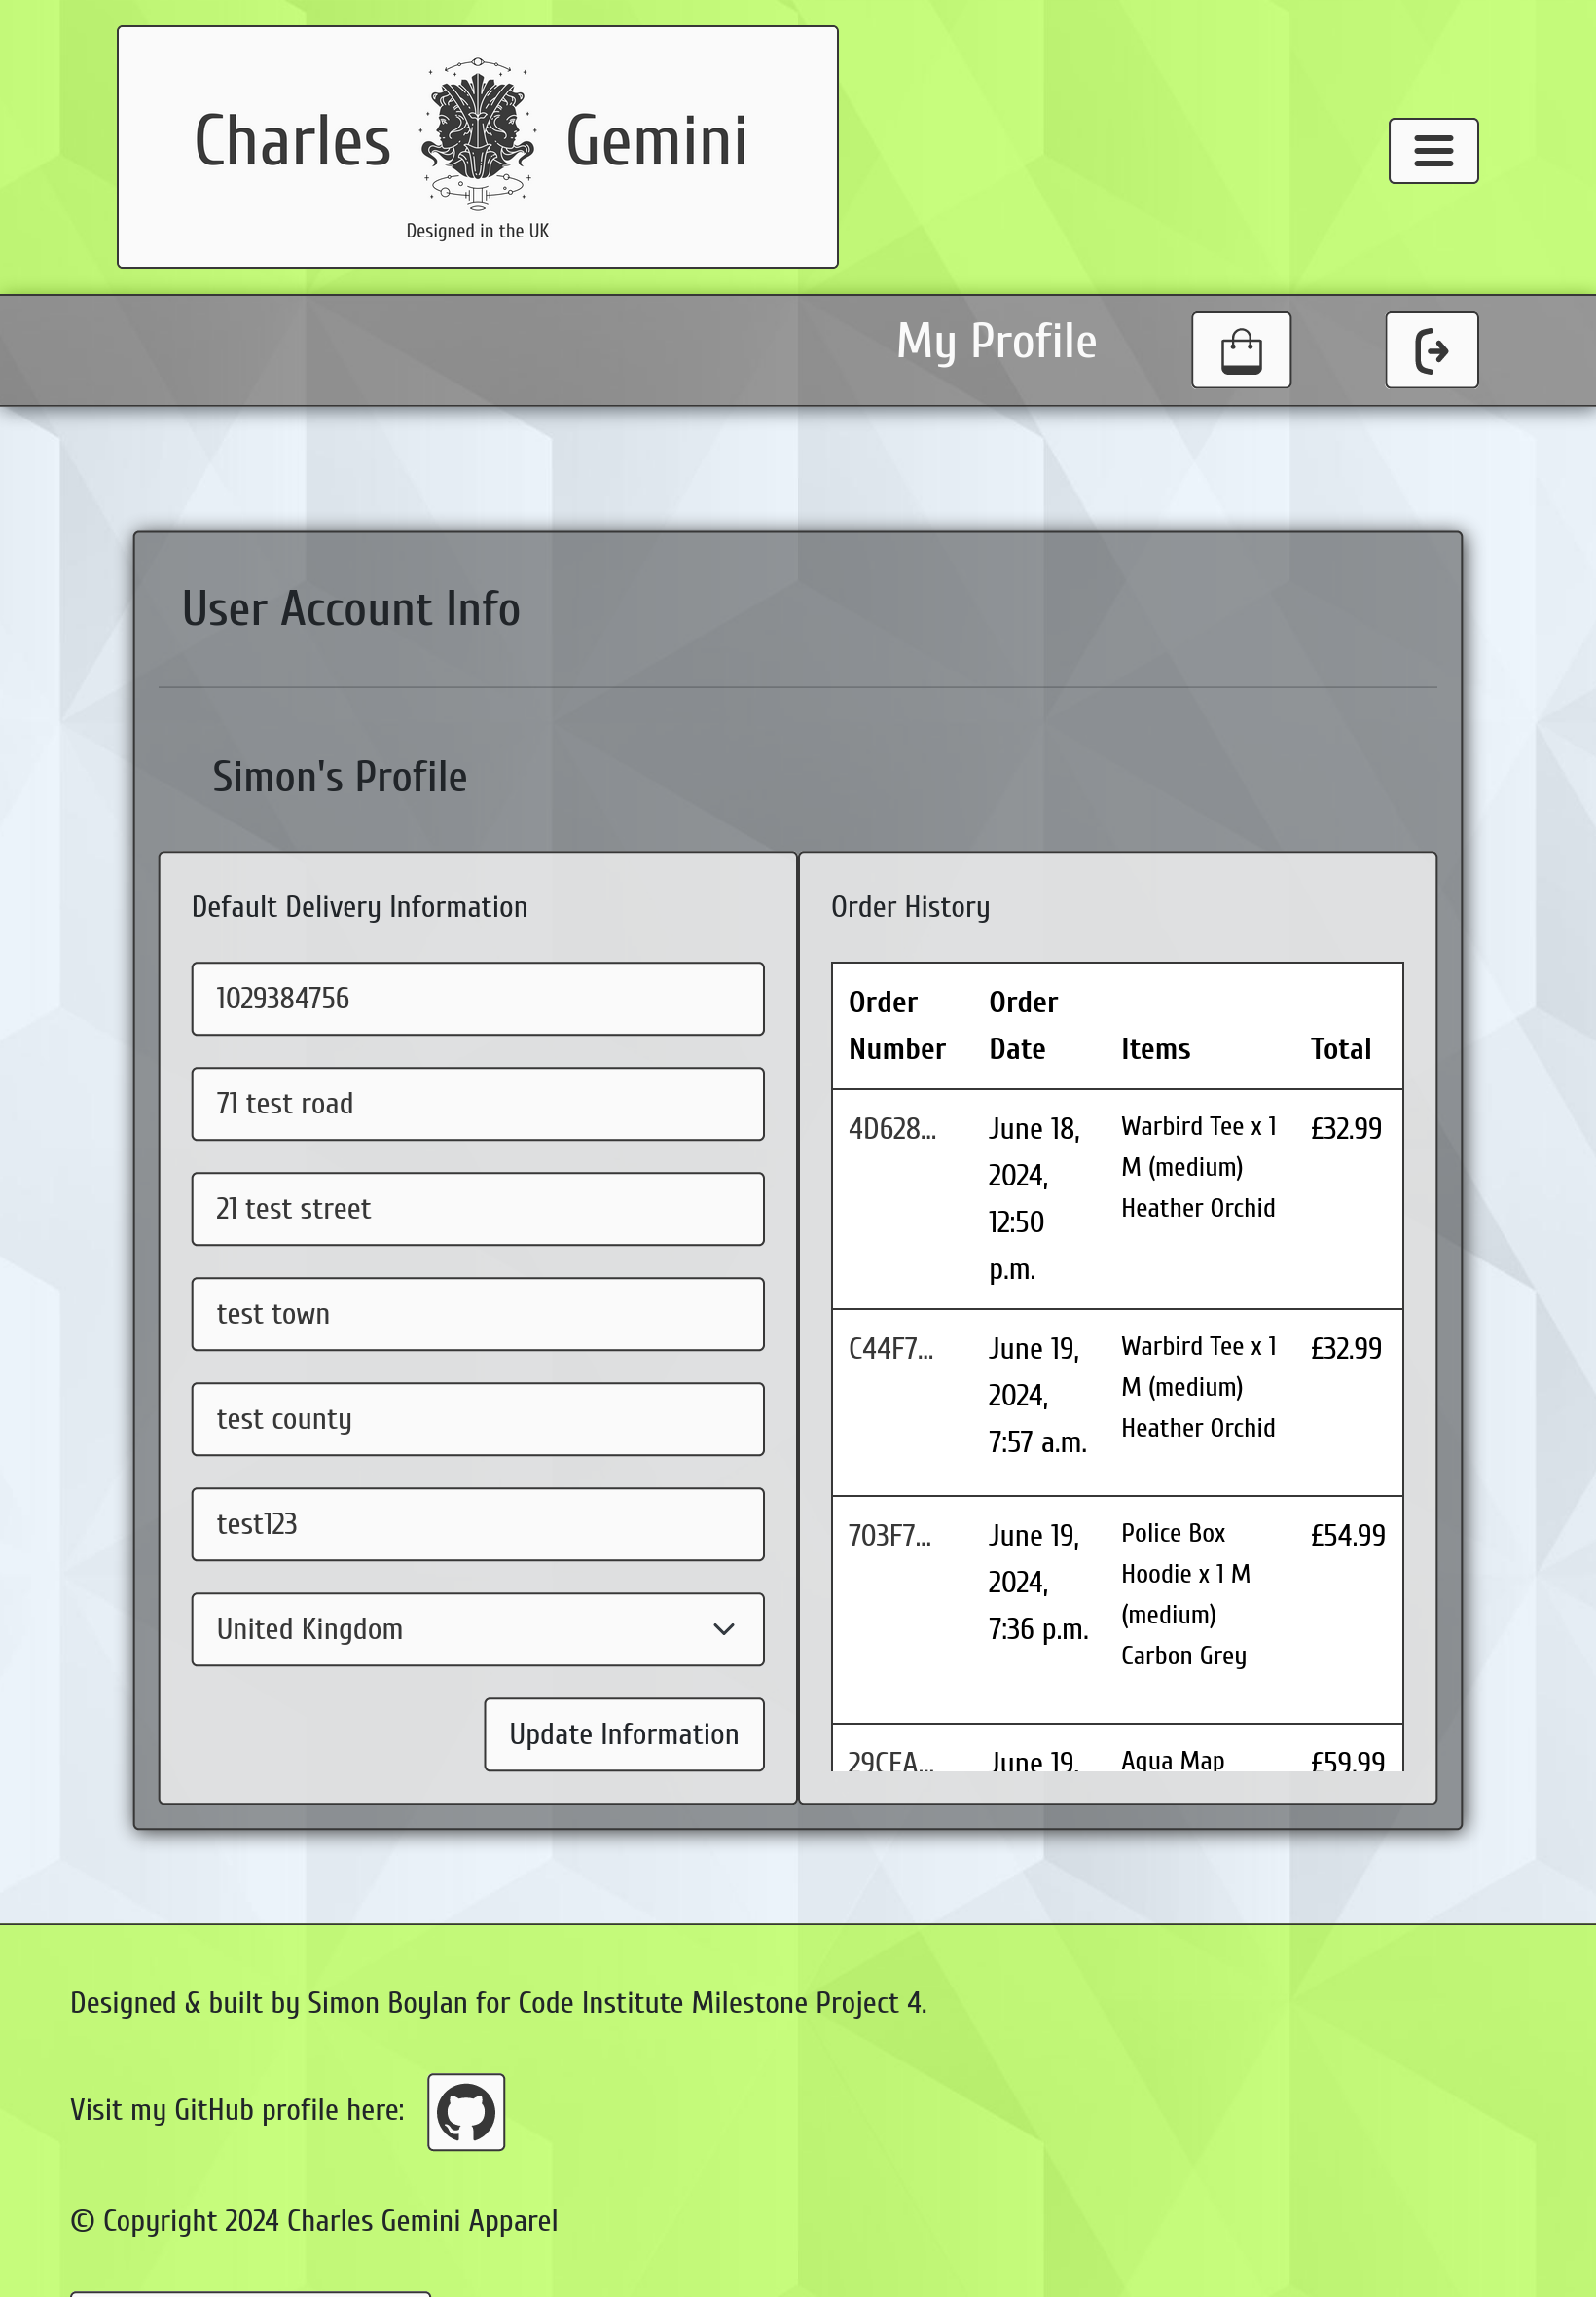 Charles Gemini
Designed in the UK
My Profile
User Account Info
Simon's Profile
Default Delivery Information
1029384756
71 test road
21 test street
test town
test county
test123
United Kingdom
Update Information
Order History
Order Number Order Date Items Total
4D628... June 18, 2024, 12:50 p.m. Warbird Tee x 1 M (medium) Heather Orchid £32.99
C44F7... June 19, 2024, 7:57 a.m. Warbird Tee x 1 M (medium) Heather Orchid £32.99
703F7... June 19, 2024, 7:36 p.m. Police Box Hoodie x 1 M (medium) Carbon Grey £54.99
29CEA... June 19, Aqua Map £59.99
Designed & built by Simon Boylan for Code Institute Milestone Project 4.
Visit my GitHub profile here:
© Copyright 2024 Charles Gemini Apparel